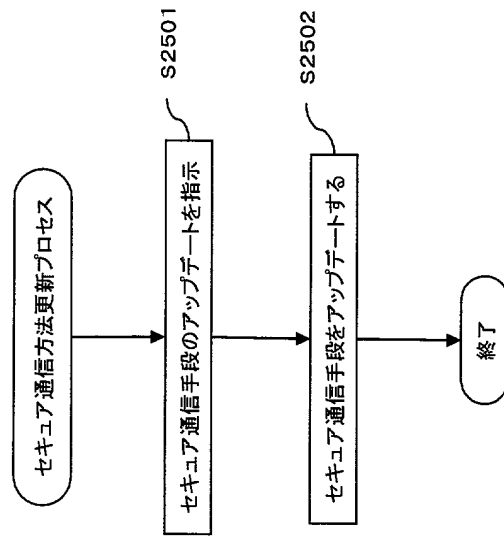 セキュア通信方法更新プロセス
セキュア通信手段のアップデートを指示
S2501
セキュア通信手段をアップデートする
S2502
終了